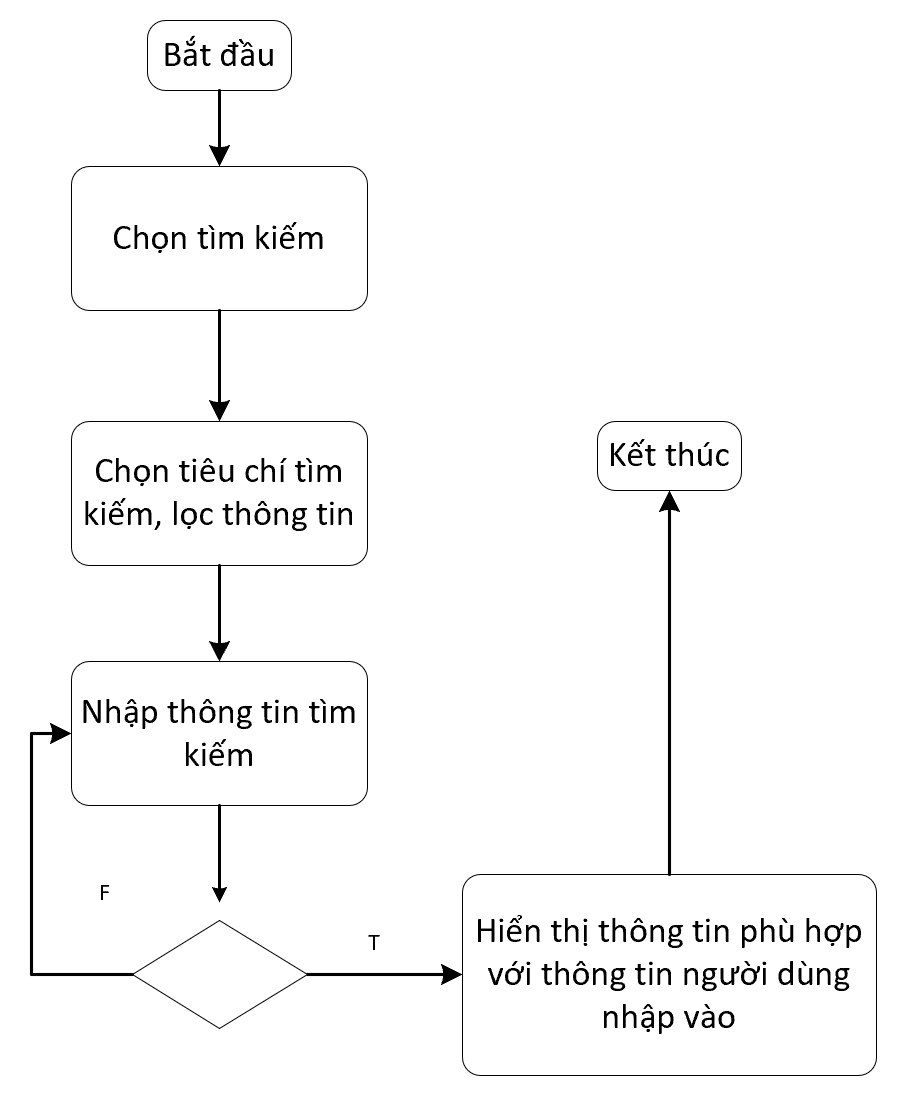 Bắt đầu
Chọn tìm kiếm
Chọn tiêu chí tìm
kiếm, lọc thông tin
Kết thúc
Nhập thông tin tìm
kiếm
F
T
Hiển thị thông tin phù hợp
với thông tin người dùng
nhập vào